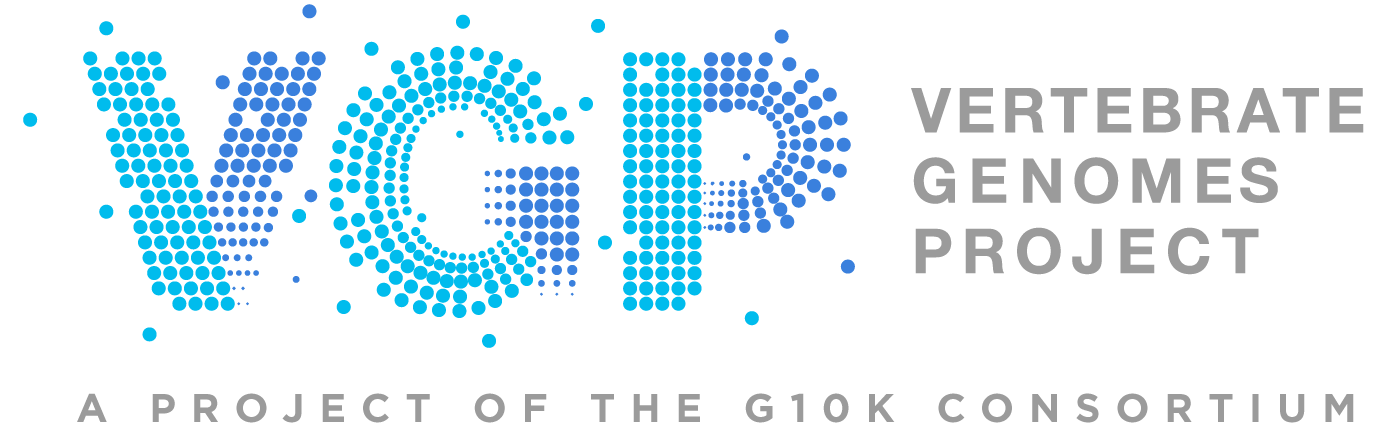 VGP
VERTEBRATE
GENOMES
PROJECT
A PROJECT OF THE G10K CONSORTIUM